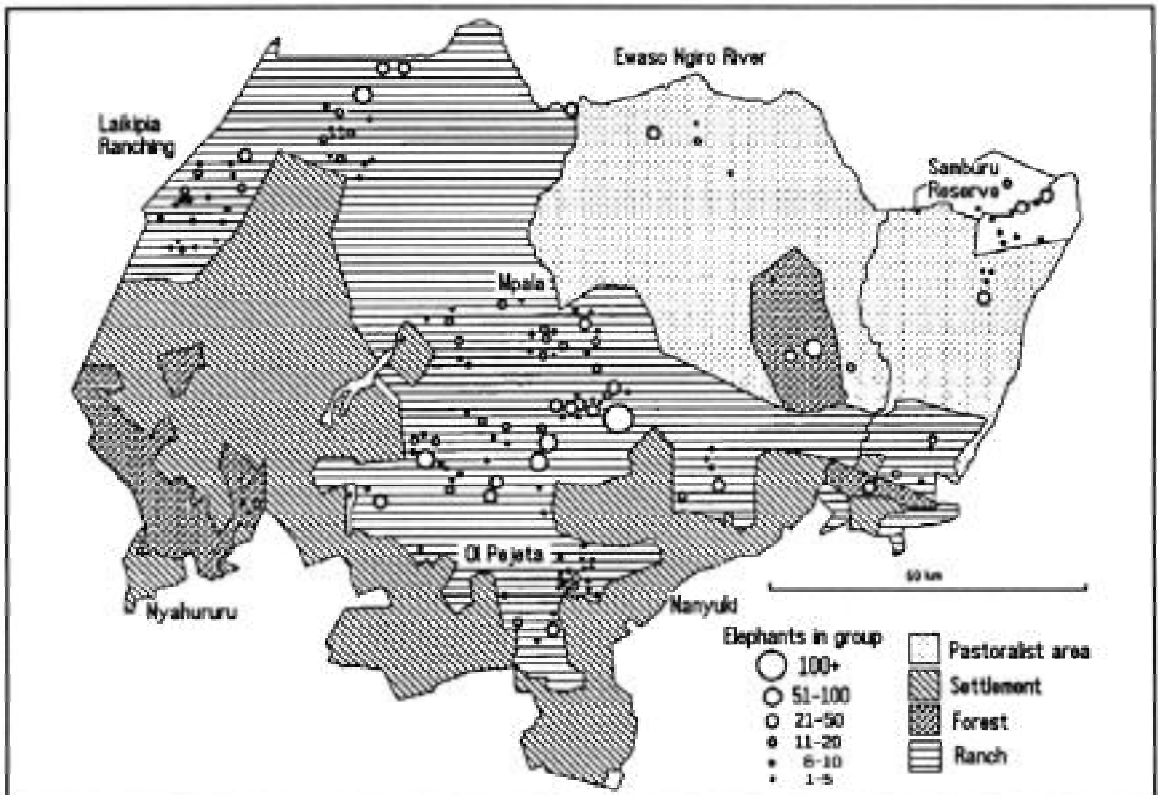 Ewaso Ngiro River
Laikipia
Ranching
Samburu
Reserve
Mpala
Ol Pejeta
Nyahururu
Nanyuki
Elephants in group
100+
51-100
21-50
11-20
6-10
1-5
Pastoralist area
Settlement
Forest
Ranch